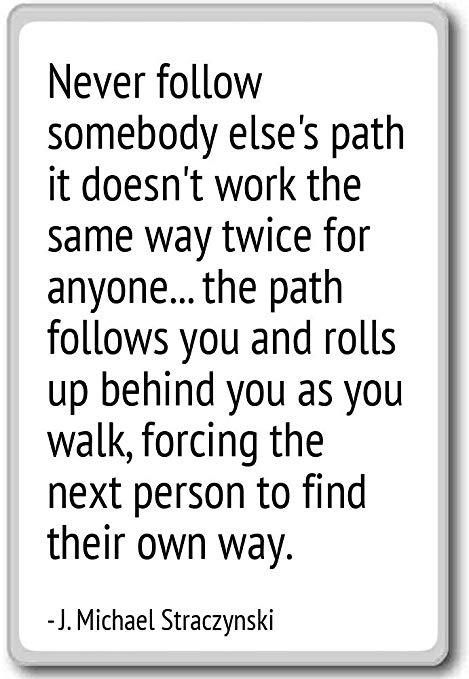 Never follow
somebody else's path
it doesn't work the
same way twice for
anyone... the path
follows you and rolls
up behind you as you
walk, forcing the
next person to find
their own way.
- J. Michael Straczynski